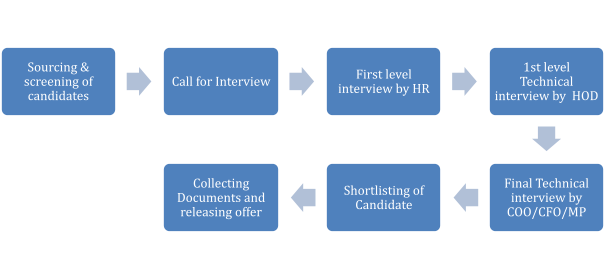 Sourcing &
screening of
candidates
Call for Interview
First level
interview by HR
1st level
Technical
interview by  HOD
Final Technical
interview by
COO/CFO/MP
Shortlisting of
Candidate
Collecting
Documents and
releasing offer